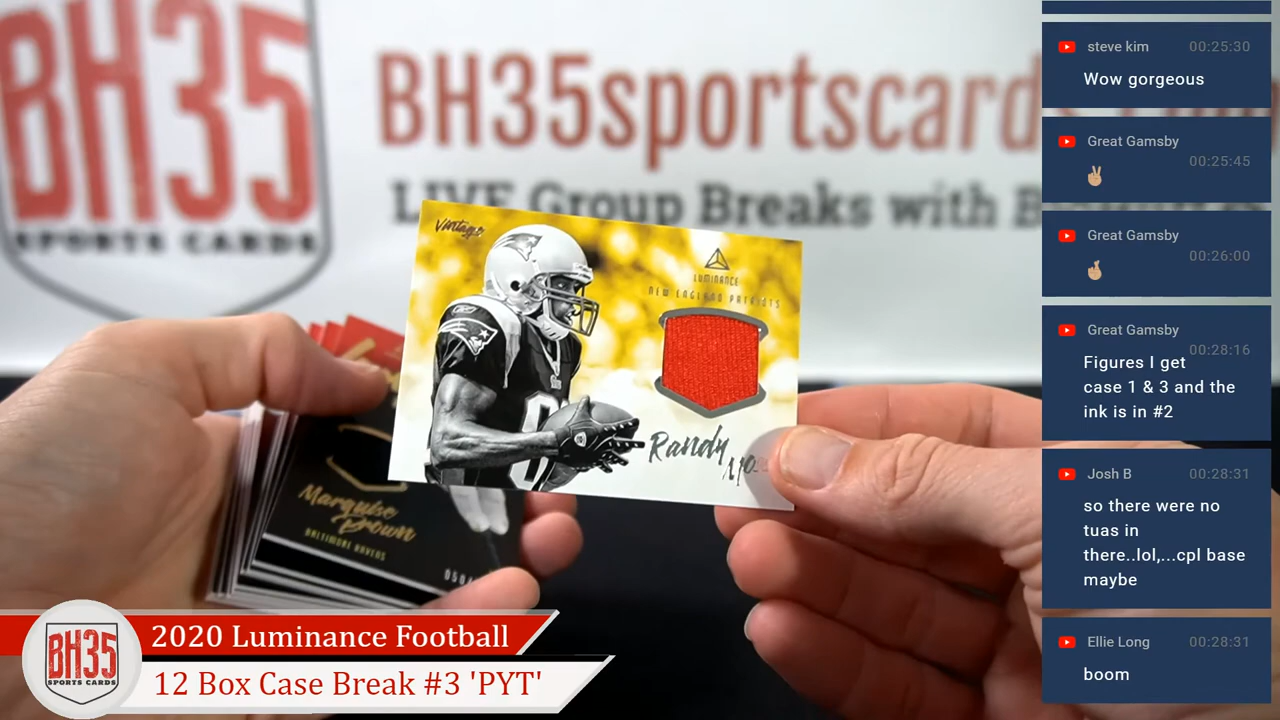 BH35
SPORTS CARDS
BH35sportscard
LIVE Group Breaks with B
Vintage
LUMINANCE
NEW ENGLAND PATRIOTS
Randy
Marquise
Brown
BALTIMORE RAVENS
BH35
SPORTS CARDS
2020 Luminance Football
12 Box Case Break #3 'PYT'
steve kim 00:25:30
Wow gorgeous
Great Gamsby
00:25:45
✌🏼
Great Gamsby
00:26:00
🤞🏼
Great Gamsby
00:28:16
Figures I get
case 1 & 3 and the
ink is in #2
Josh B 00:28:31
so there were no
tuas in
there..lol,...cpl base
maybe
Ellie Long 00:28:31
boom